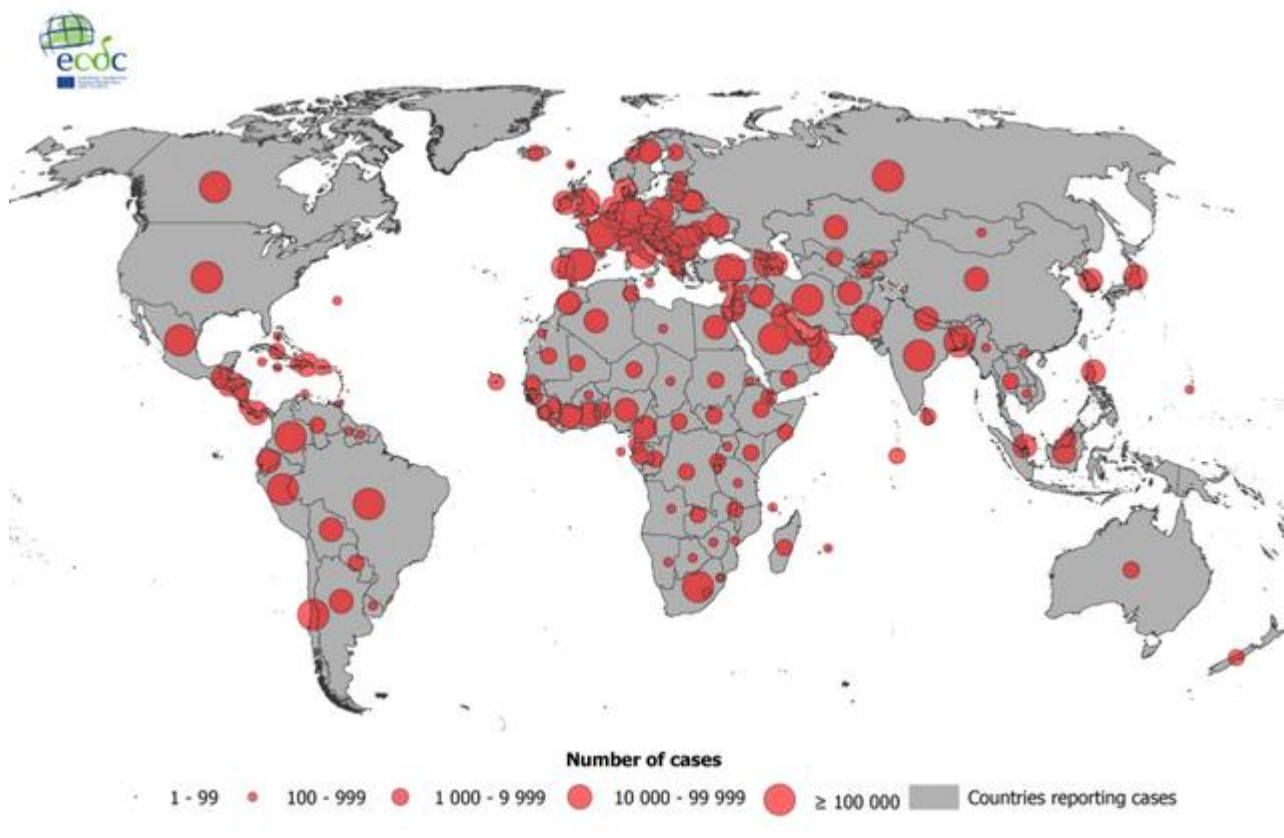 ecdc
Number of cases
1 - 99
100 - 999
1 000 - 9 999
10 000 - 99 999
≥ 100 000
Countries reporting cases